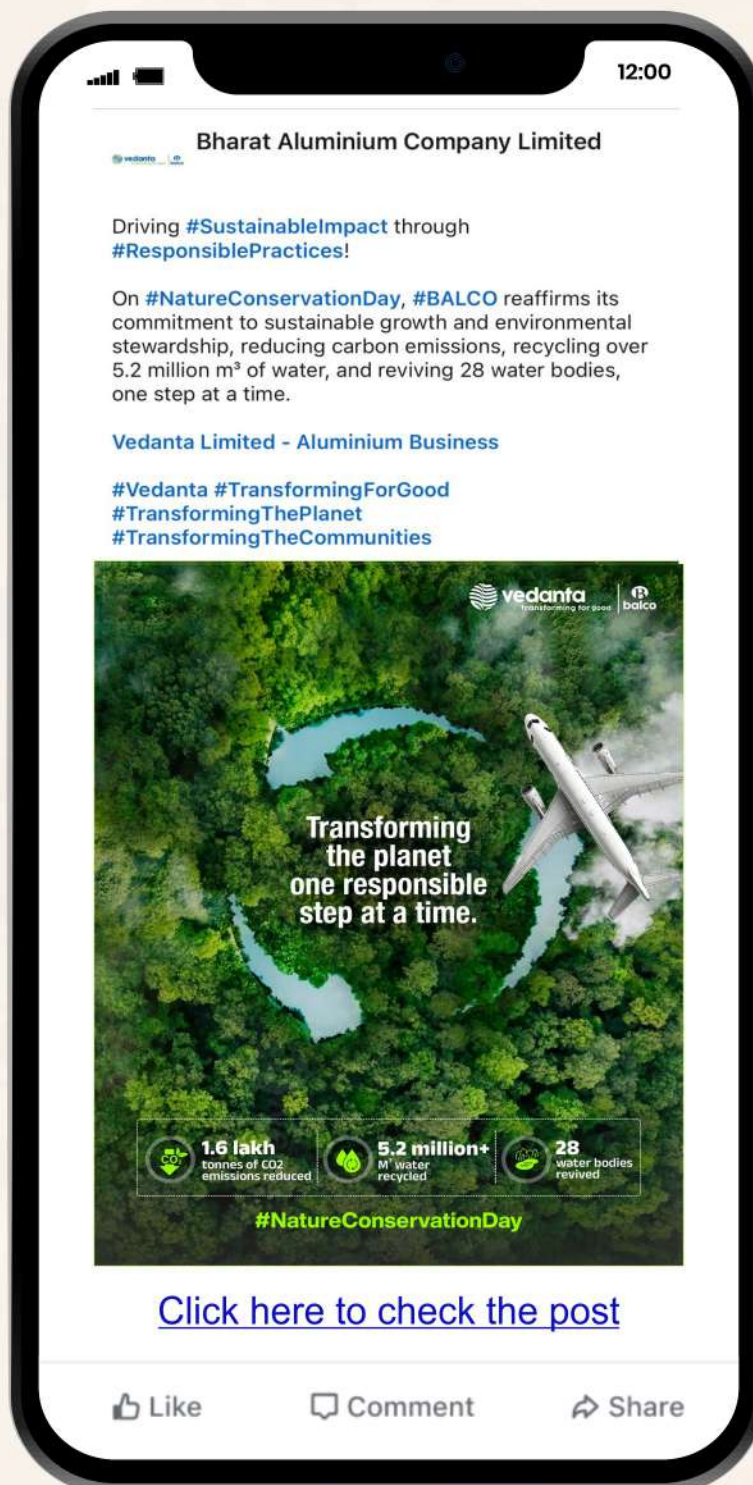 12:00
vedanta balco
Bharat Aluminium Company Limited
Driving #SustainableImpact through
#ResponsiblePractices!
On #NatureConservationDay, #BALCO reaffirms its
commitment to sustainable growth and environmental
stewardship, reducing carbon emissions, recycling over
5.2 million m³ of water, and reviving 28 water bodies,
one step at a time.
Vedanta Limited - Aluminium Business
#Vedanta #TransformingForGood
#TransformingThePlanet
#TransformingTheCommunities
vedanta
transforming for good
balco
Transforming
the planet
one responsible
step at a time.
CO₂
1.6 lakh
tonnes of CO2
emissions reduced
5.2 million+
M³ water
recycled
28
water bodies
revived
#NatureConservationDay
Click here to check the post
Like
Comment
Share